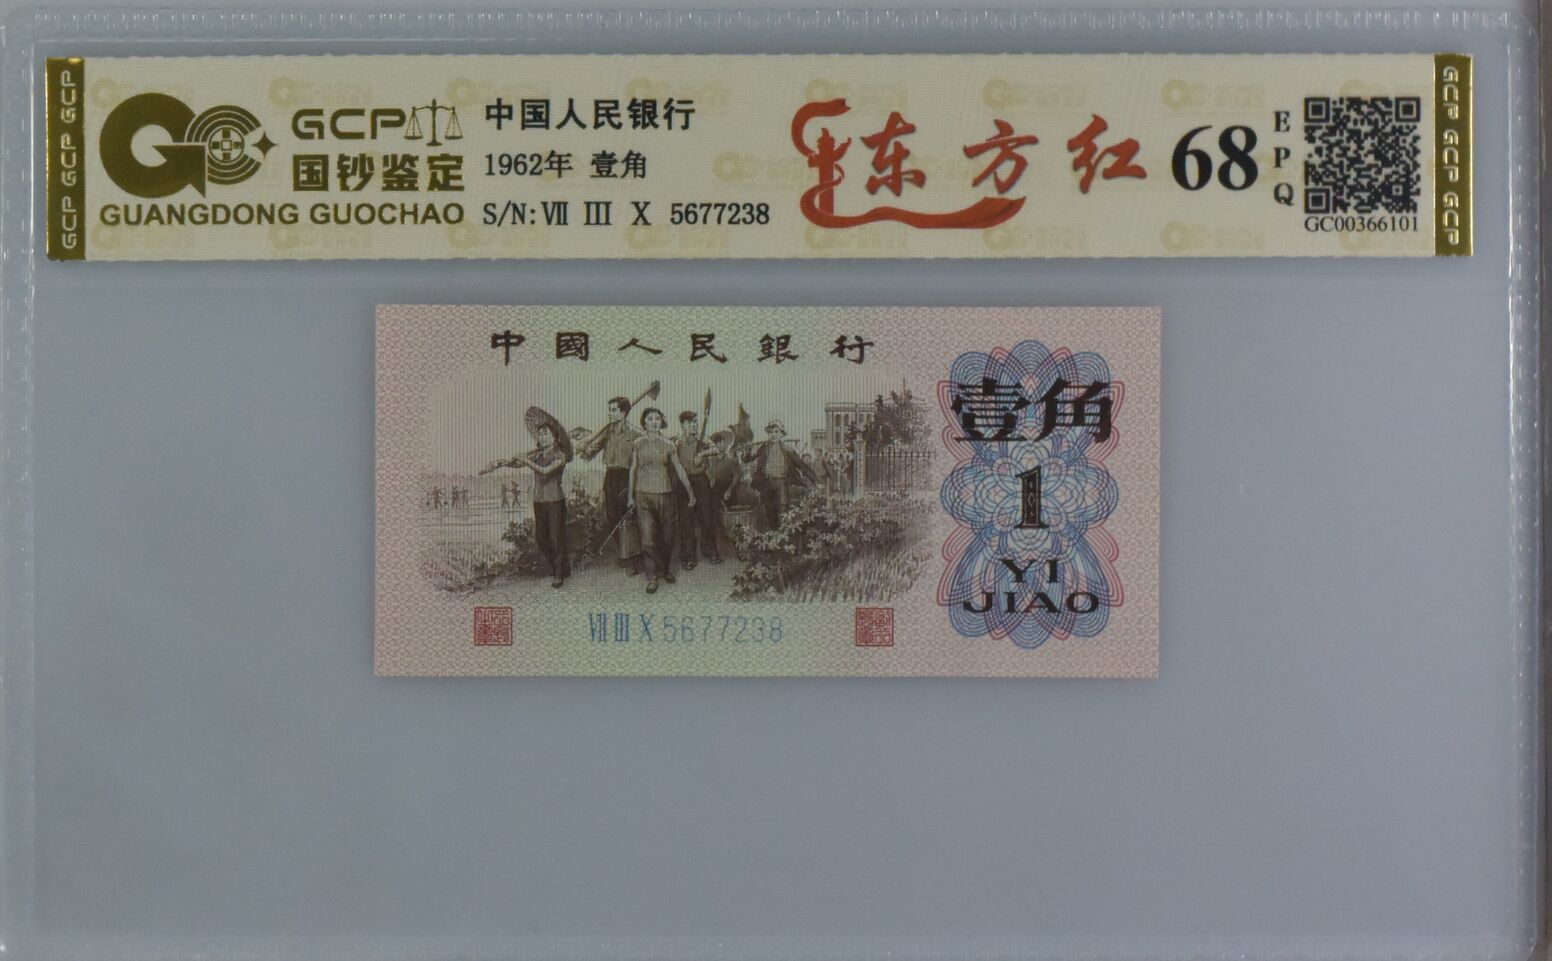 GCP GCP GCP
GCP
国钞鉴定
GUANGDONG GUOCHAO
中国人民银行
1962年 壹角
S/N: Ⅶ Ⅲ Ⅹ 5677238
东方红
68
EPQ
GC00366101
GCP GCP GCP
中國人民銀行
壹角
1
YI
JIAO
Ⅶ Ⅲ Ⅹ 5677238